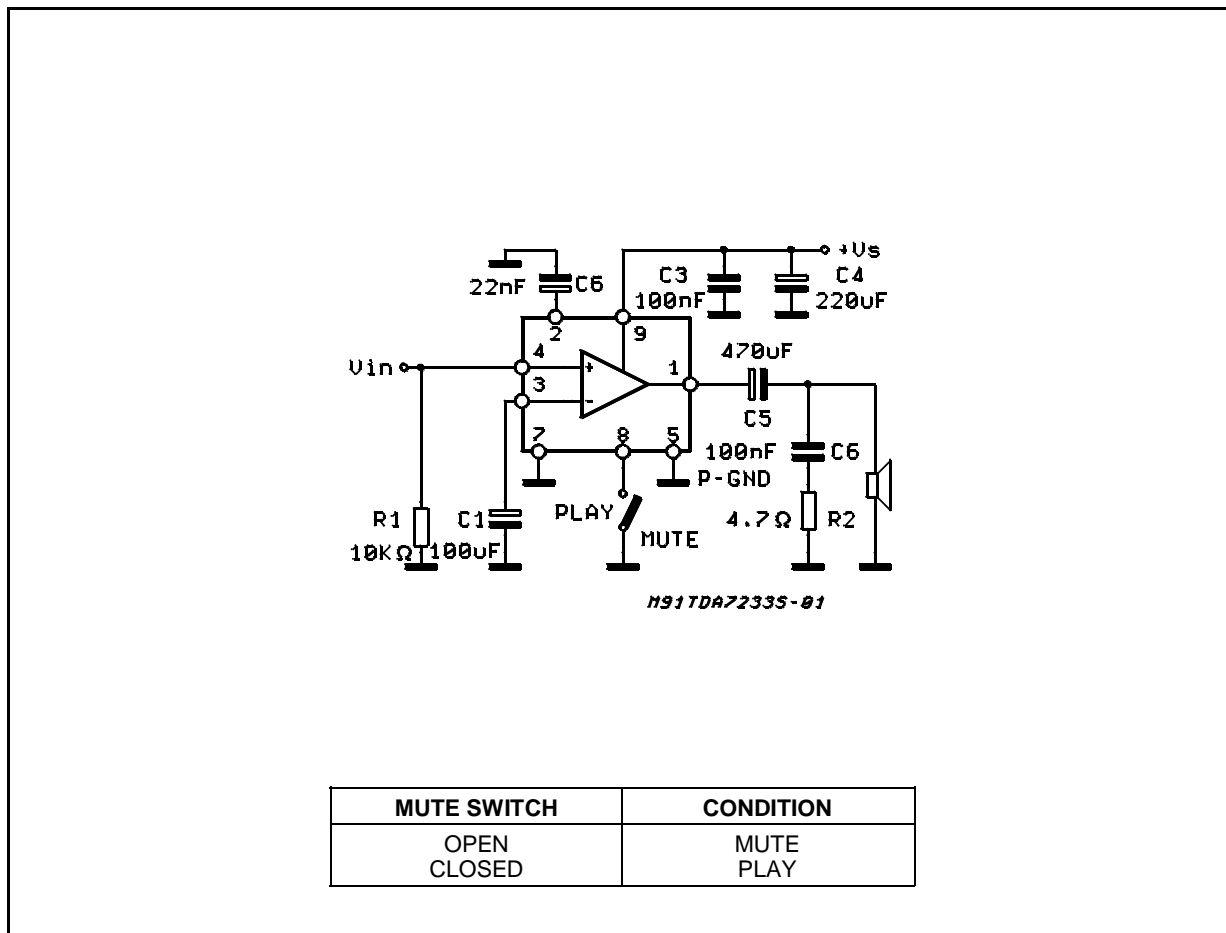 +Vs
C6
C3
C4
22nF
100nF
220uF
2
9
470uF
Vin
4
1
3
C5
7
8
5
100nF
C6
P-GND
PLAY
R1
C1
4.7Ω
R2
MUTE
10KΩ
100uF
M91TDA7233S-01
MUTE SWITCH CONDITION
OPEN MUTE
CLOSED PLAY